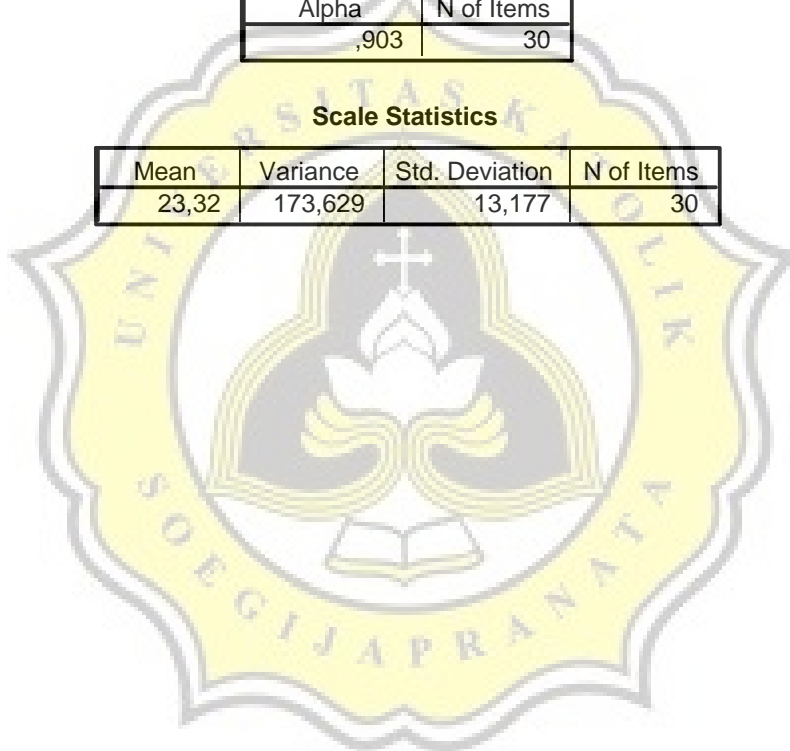 Alpha N of Items
,903 30
Scale Statistics
Mean Variance Std. Deviation N of Items
23,32 173,629 13,177 30
UNIVERSITAS KATOLIK
SOEGIJAPRANATA